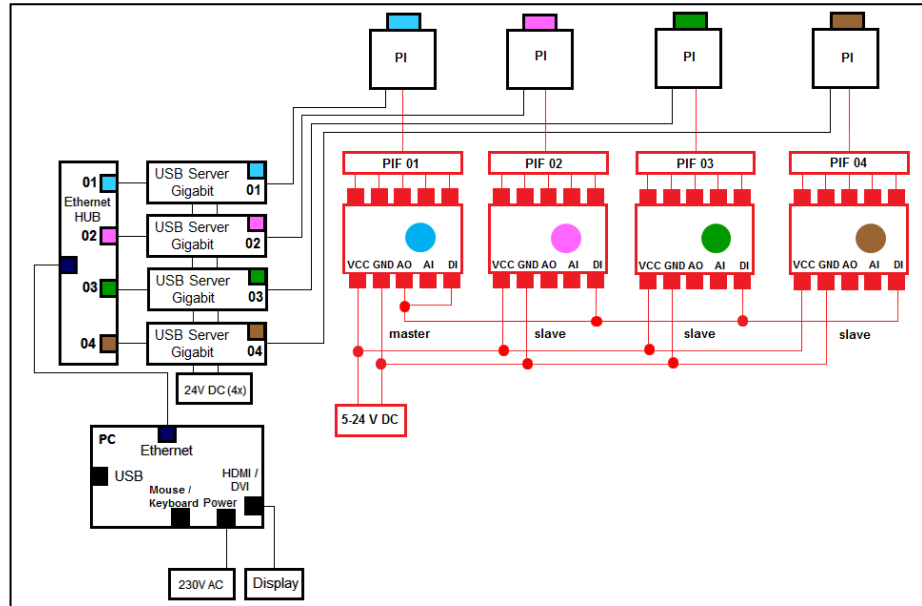 PI
PI
PI
PI
PIF 01
PIF 02
PIF 03
PIF 04
01
Ethernet
HUB
02
03
04
USB Server
Gigabit
01
USB Server
Gigabit
02
USB Server
Gigabit
03
USB Server
Gigabit
04
24V DC (4x)
VCC GND AO AI DI
VCC GND AO AI DI
VCC GND AO AI DI
VCC GND AO AI DI
master
slave
slave
slave
5-24 V DC
PC
Ethernet
USB
HDMI /
DVI
Mouse /
Keyboard
Power
230V AC
Display